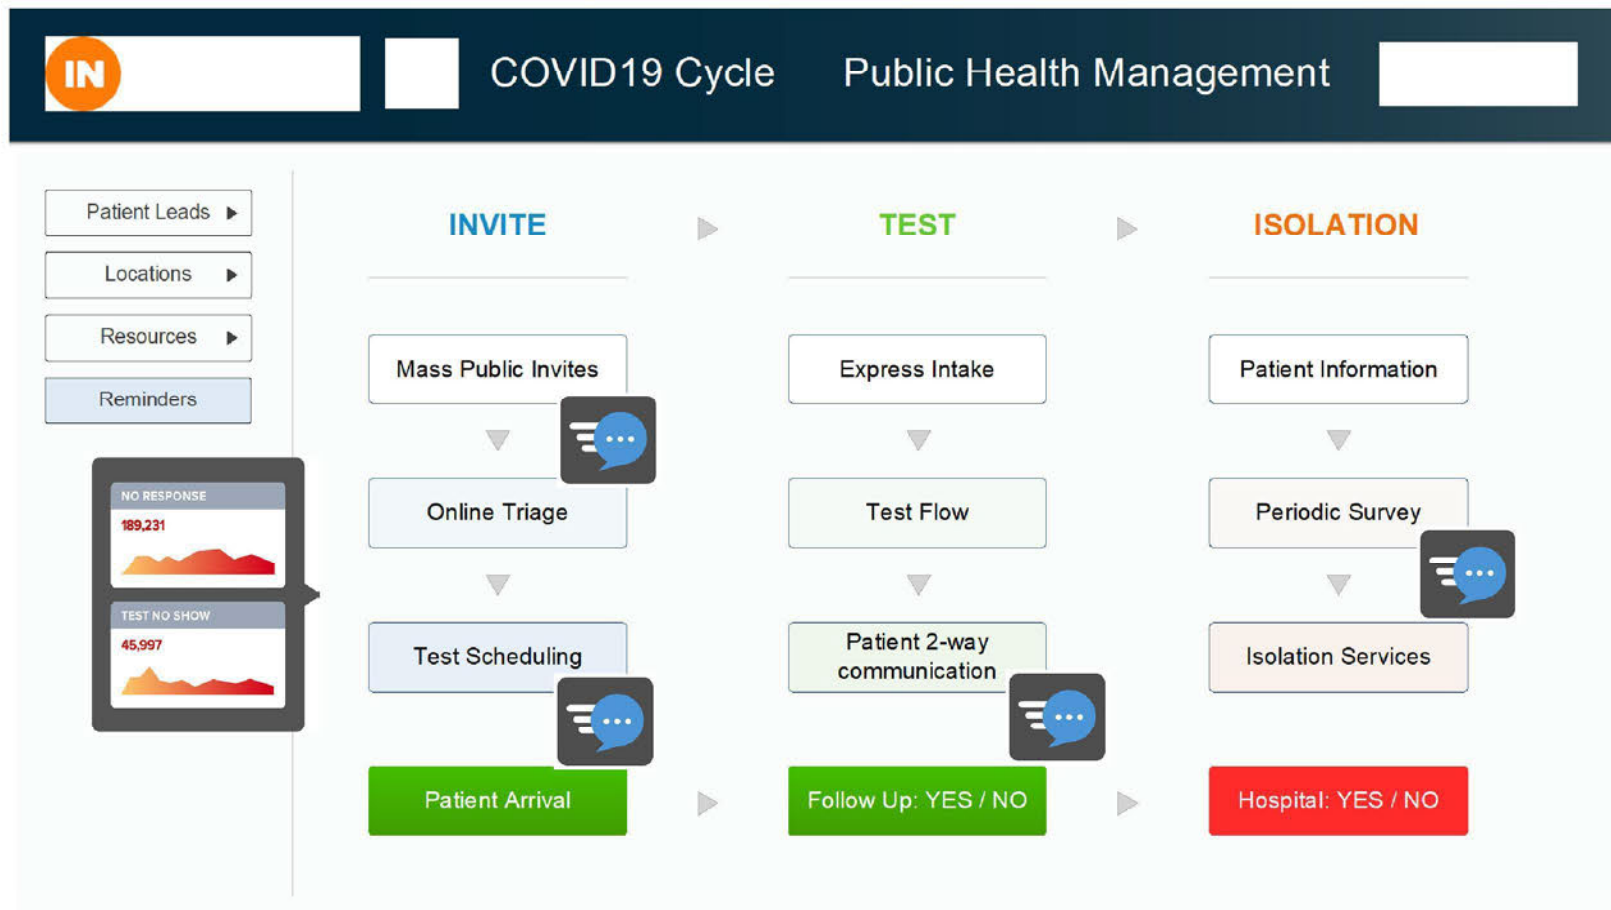 IN
COVID19 Cycle
Public Health Management
Patient Leads
Locations
Resources
Reminders
NO RESPONSE
189,231
TEST NO SHOW
45,997
INVITE
Mass Public Invites
Online Triage
Test Scheduling
Patient Arrival
TEST
Express Intake
Test Flow
Patient 2-way
communication
Follow Up: YES / NO
ISOLATION
Patient Information
Periodic Survey
Isolation Services
Hospital: YES / NO